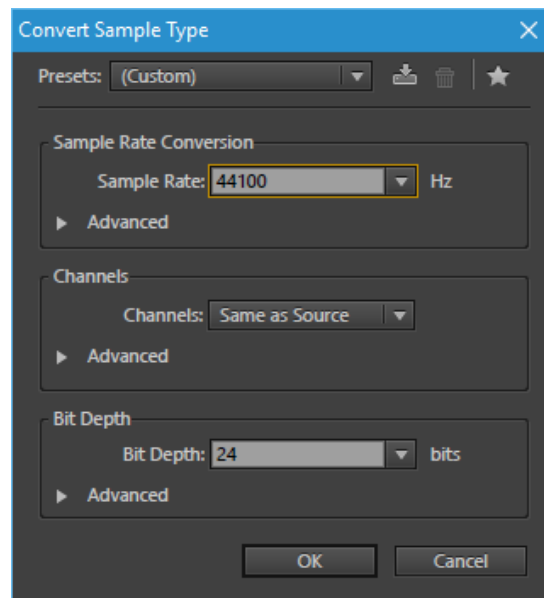 Convert Sample Type
Presets: (Custom)
Sample Rate Conversion
Sample Rate: 44100 Hz
Advanced
Channels
Channels: Same as Source
Advanced
Bit Depth
Bit Depth: 24 bits
Advanced
OK Cancel